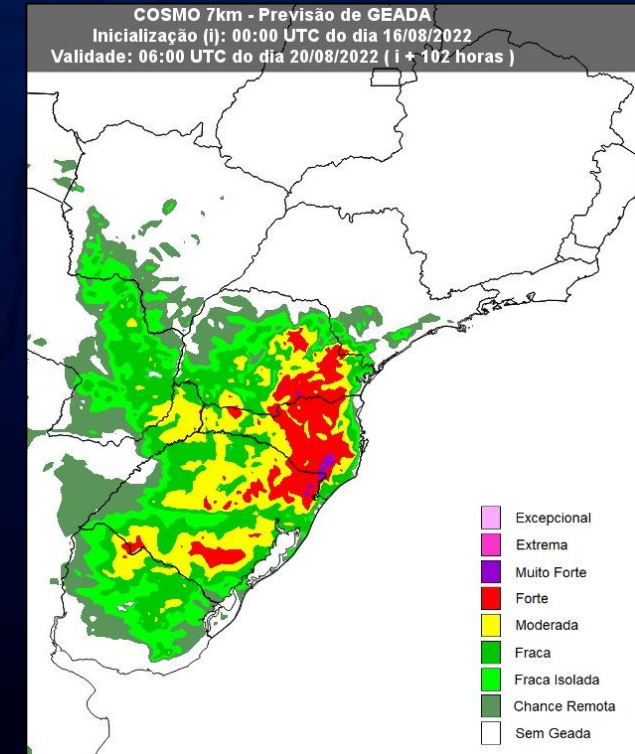 COSMO 7km - Previsão de GEADA
Inicialização (i): 00:00 UTC do dia 16/08/2022
Validade: 06:00 UTC do dia 20/08/2022 ( i + 102 horas )
Excepcional
Extrema
Muito Forte
Forte
Moderada
Fraca
Fraca Isolada
Chance Remota
Sem Geada